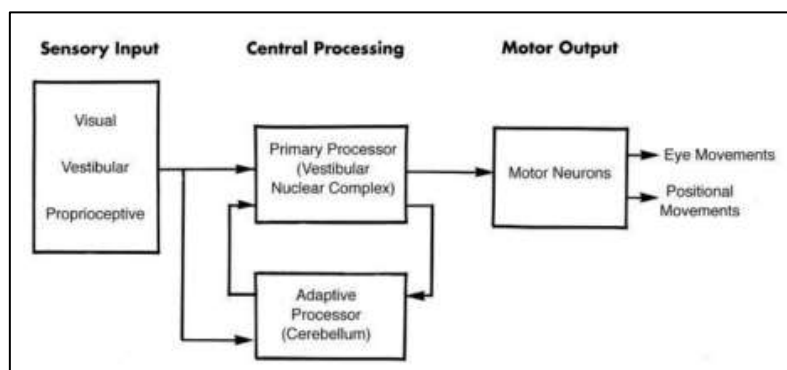 Sensory Input
Central Processing
Motor Output
Visual
Vestibular
Proprioceptive
Primary Processor
(Vestibular
Nuclear Complex)
Adaptive
Processor
(Cerebellum)
Motor Neurons
Eye Movements
Positional
Movements